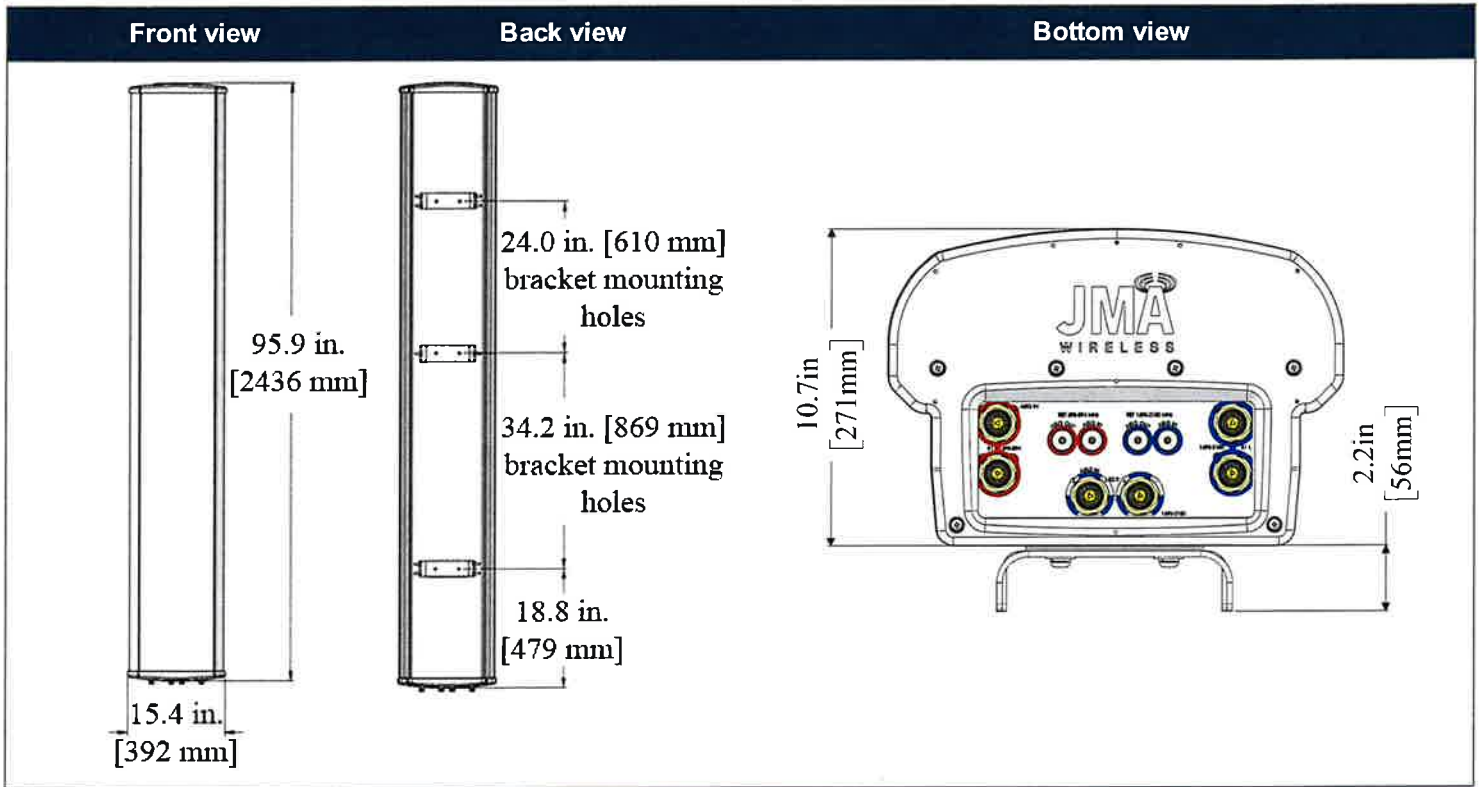 Front view
Back view
Bottom view
95.9 in.
[2436 mm]
15.4 in.
[392 mm]
24.0 in. [610 mm]
bracket mounting
holes
34.2 in. [869 mm]
bracket mounting
holes
18.8 in.
[479 mm]
10.7in
[271mm]
JMA
WIRELESS
2.2in
[56mm]